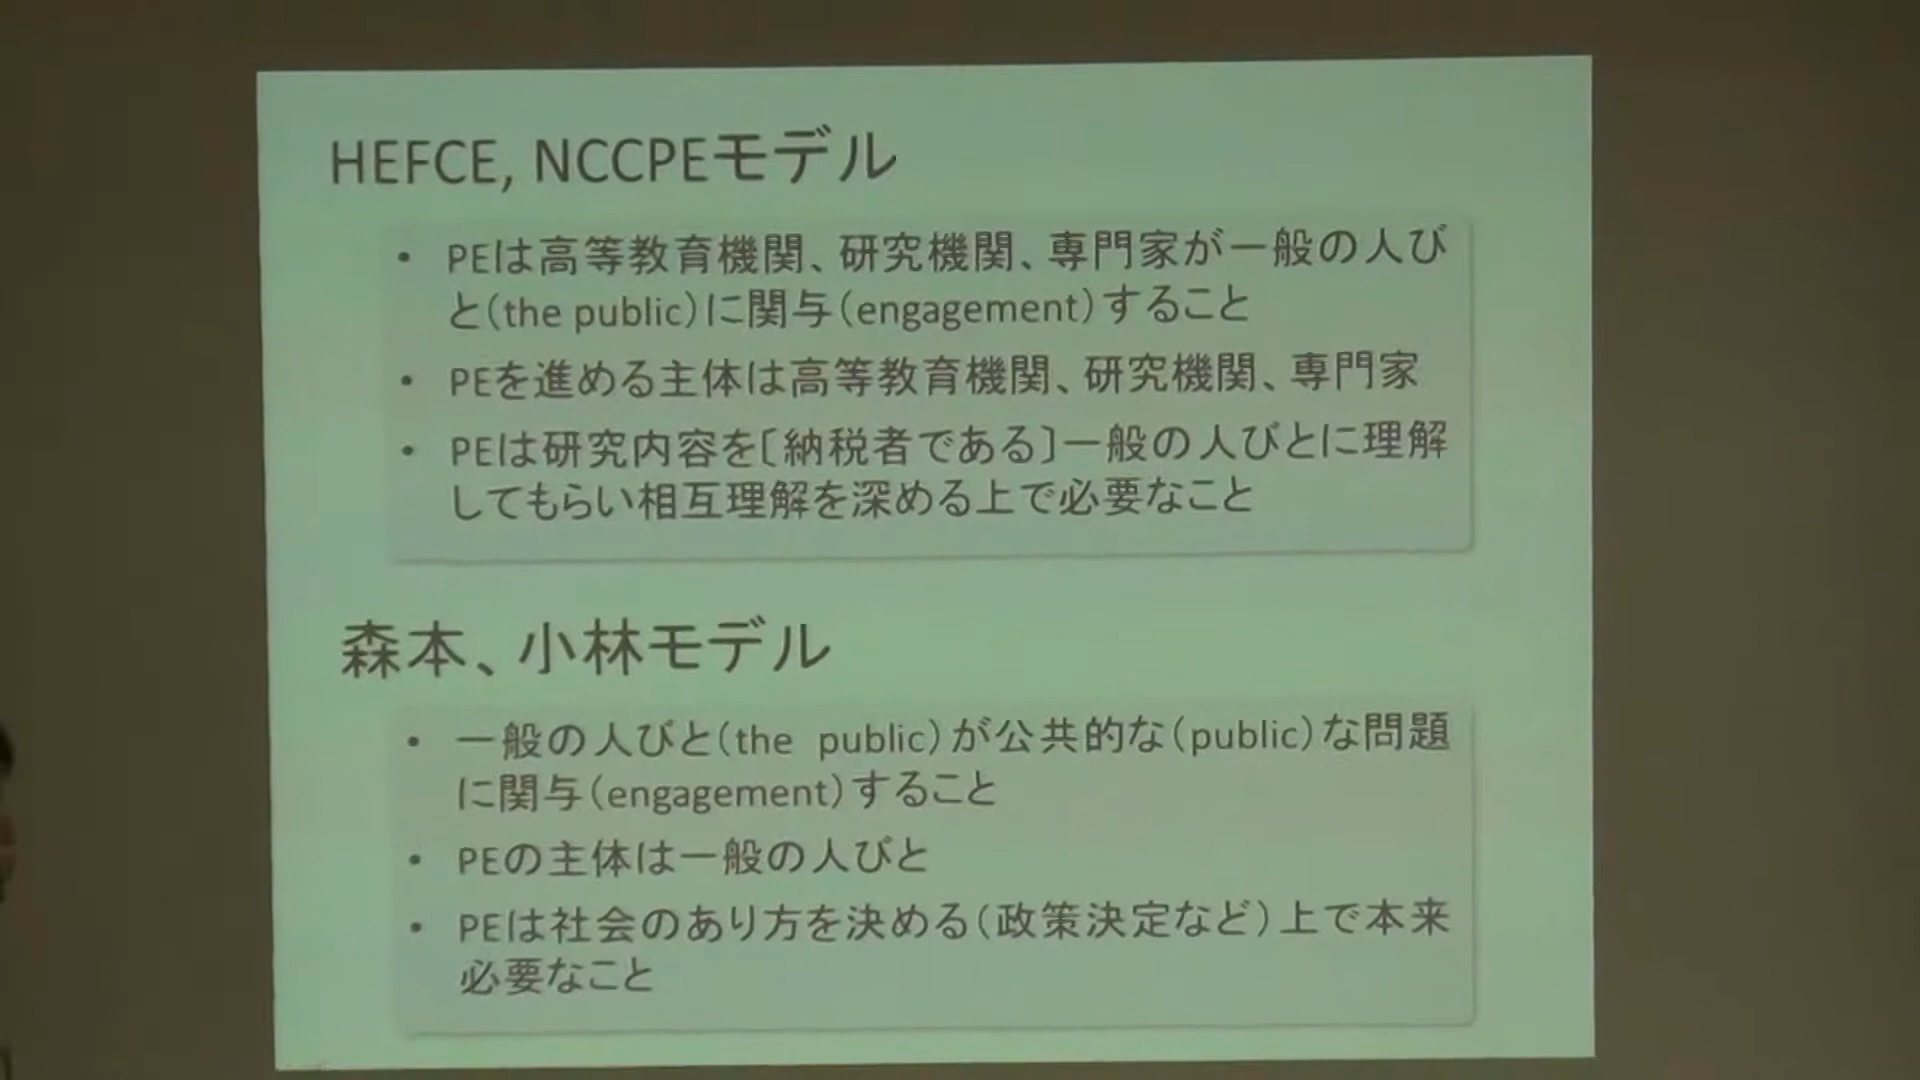 HEFCE, NCCPEモデル
• PEは高等教育機関、研究機関、専門家が一般の人び
と(the public)に関与(engagement)すること
• PEを進める主体は高等教育機関、研究機関、専門家
• PEは研究内容を〔納税者である〕一般の人びとに理解
してもらい相互理解を深める上で必要なこと
森本、小林モデル
• 一般の人びと(the public)が公共的な(public)な問題
に関与(engagement)すること
• PEの主体は一般の人びと
• PEは社会のあり方を決める(政策決定など)上で本来
必要なこと